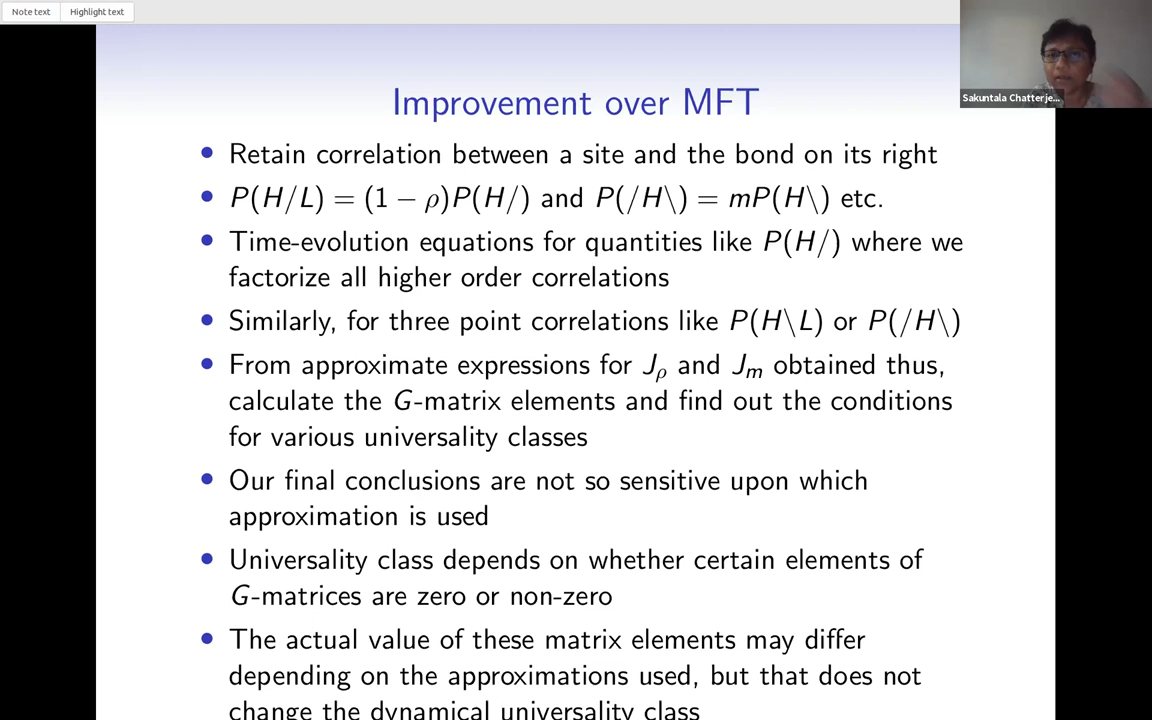 Note text
Highlight text
Sakuntala Chatterje...
Improvement over MFT
• Retain correlation between a site and the bond on its right
• P(H/L) = (1 − ρ)P(H/) and P(/H\) = mP(H\) etc.
• Time-evolution equations for quantities like P(H/) where we
factorize all higher order correlations
• Similarly, for three point correlations like P(H\L) or P(/H\)
• From approximate expressions for Jρ and Jm obtained thus,
calculate the G-matrix elements and find out the conditions
for various universality classes
• Our final conclusions are not so sensitive upon which
approximation is used
• Universality class depends on whether certain elements of
G-matrices are zero or non-zero
• The actual value of these matrix elements may differ
depending on the approximations used, but that does not
change the dynamical universality class